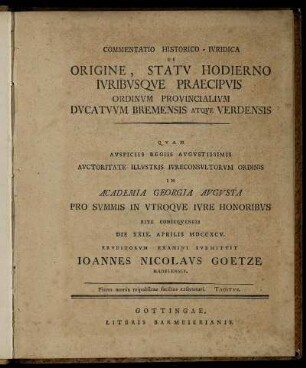 COMMENTATIO HISTORICO - IVRIDICA
DE
ORIGINE, STATV HODIERNO
IVRIBVSQVE PRAECIPVIS
ORDINVM PROVINCIALIVM
DVCATVVM BREMENSIS ATQVE VERDENSIS
QVAM
AVSPICIIS REGIIS AVGVSTISSIMIS
AVCTORITATE ILLVSTRIS IVRECONSVLTORVM ORDINIS
IN
ACADEMIA GEORGIA AVGVSTA
PRO SVMMIS IN VTROQVE IVRE HONORIBVS
RITE CONSEQVENDIS
DIE XXIX. APRILIS MDCCXCV.
ERVDITORVM EXAMINI SVBMITTIT
IOANNES NICOLAVS GOETZE
TACITVS.
GOTTINGAE,
LITERIS BARMEIERIANIS.